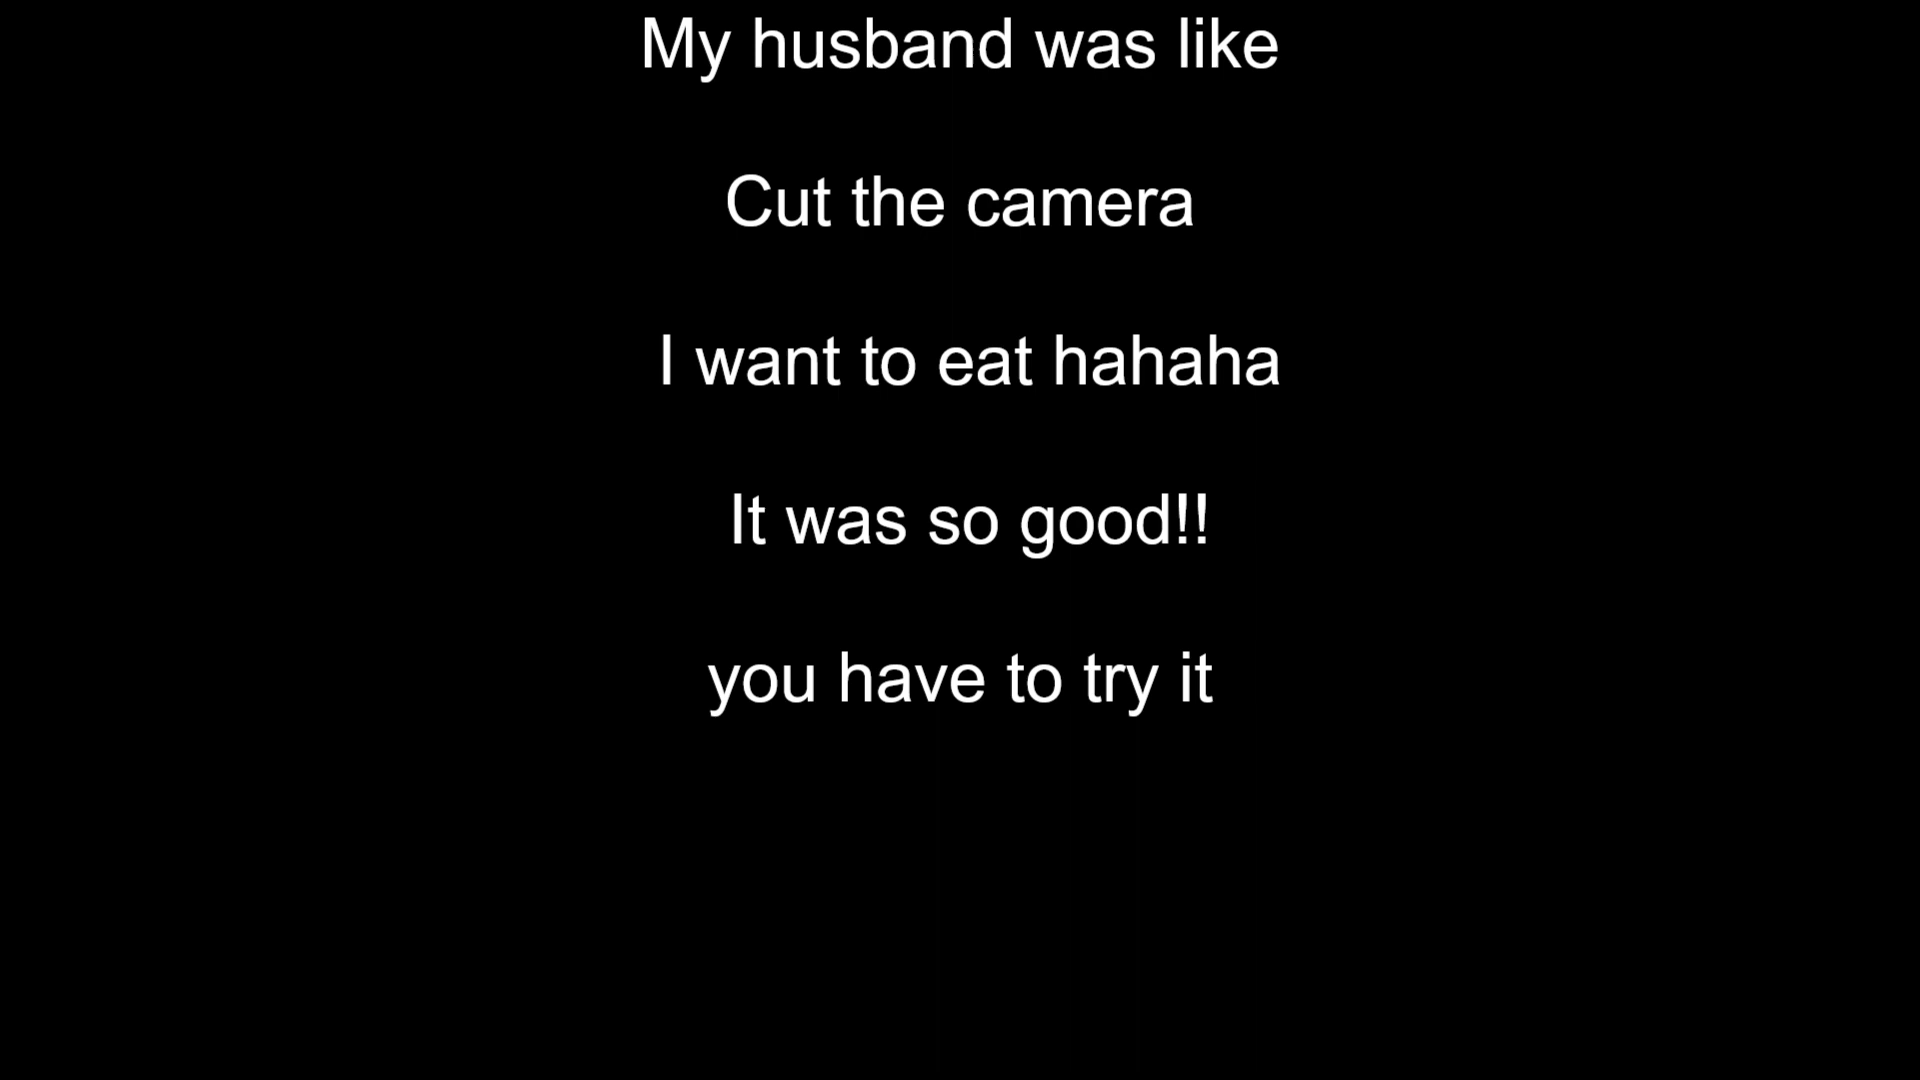 My husband was like
Cut the camera
I want to eat hahaha
It was so good!!
you have to try it